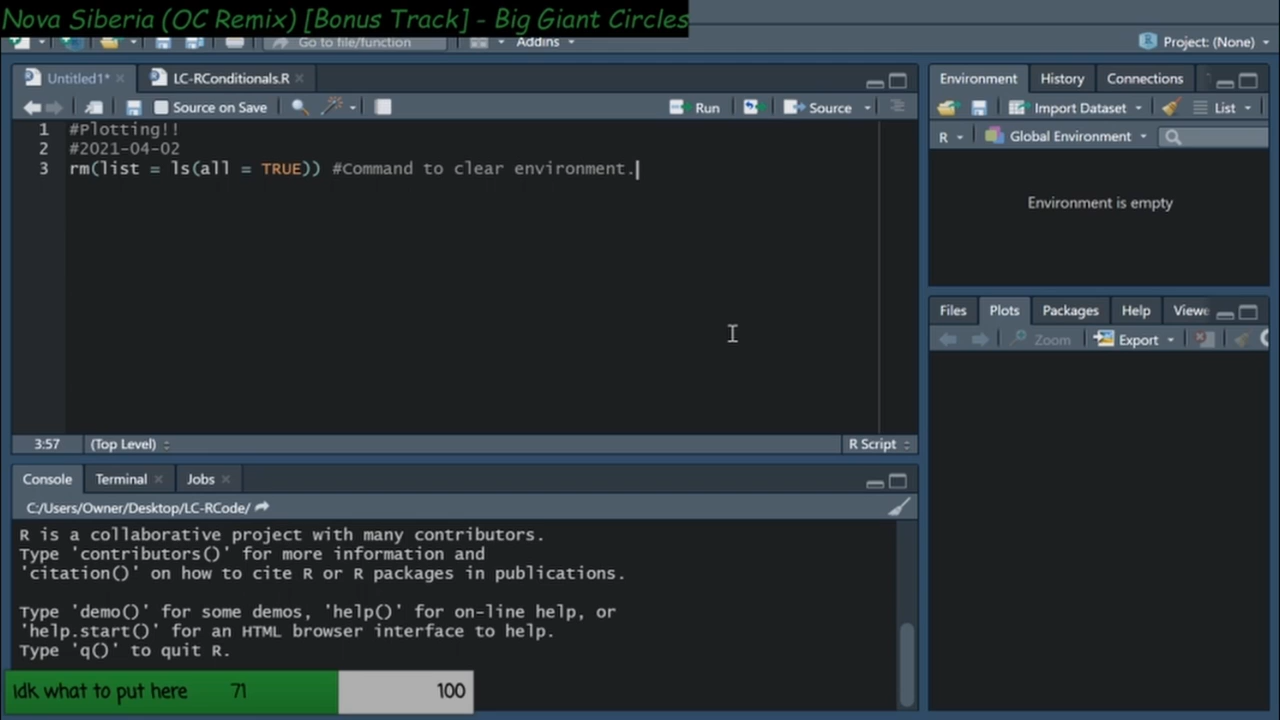 Nova Siberia (OC Remix) [Bonus Track] - Big Giant Circles
Go to file/function
Addins
Project: (None)
Untitled1*
LC-RConditionals.R
Source on Save
Run
Source
1 #Plotting!!
2 #2021-04-02
3 rm(list = ls(all = TRUE)) #Command to clear environment.
3:57
(Top Level)
R Script
Console
Terminal
Jobs
C:/Users/Owner/Desktop/LC-RCode/
R is a collaborative project with many contributors.
Type 'contributors()' for more information and
'citation()' on how to cite R or R packages in publications.
Type 'demo()' for some demos, 'help()' for on-line help, or
'help.start()' for an HTML browser interface to help.
Type 'q()' to quit R.
Idk what to put here 71 100
Environment
History
Connections
Import Dataset
List
R
Global Environment
Environment is empty
Files
Plots
Packages
Help
Viewe
Zoom
Export